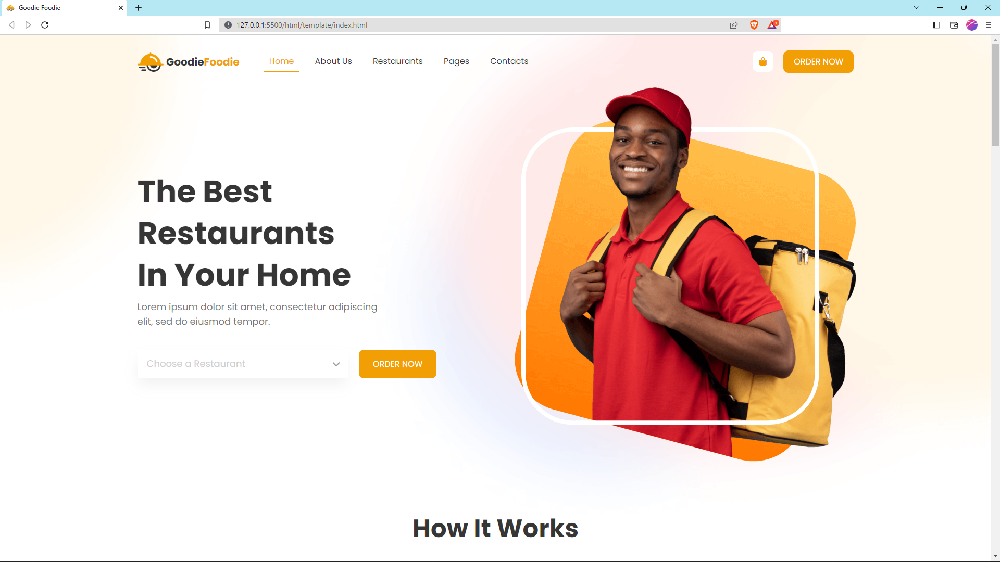 Goodie Foodie
127.0.0.1:5500/html/template/index.html
1
GoodieFoodie
Home
About Us
Restaurants
Pages
Contacts
ORDER NOW
The Best
Restaurants
In Your Home
Lorem ipsum dolor sit amet, consectetur adipiscing
elit, sed do eiusmod tempor.
Choose a Restaurant
ORDER NOW
How It Works